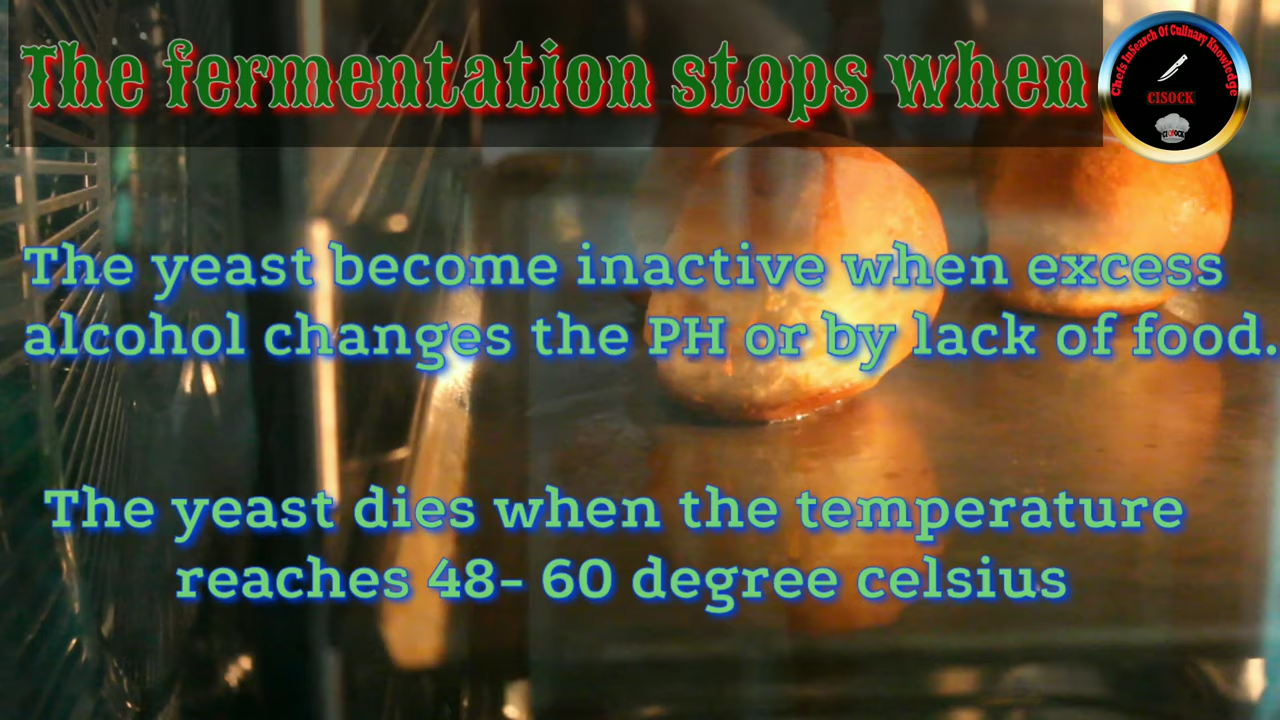 The fermentation stops when
Chefs InSearch Of Culinary Knowledge
CISOCK
CISOCK
The yeast become inactive when excess
alcohol changes the PH or by lack of food.
The yeast dies when the temperature
reaches 48- 60 degree celsius